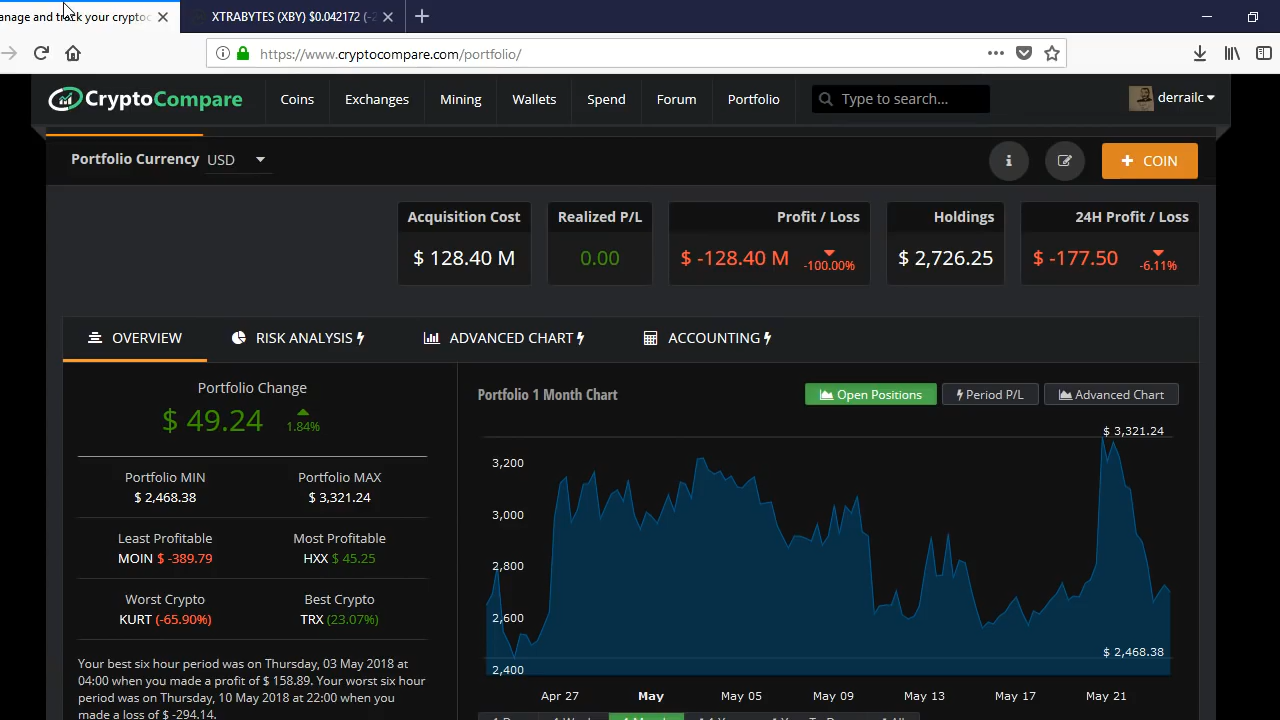 anage and track your cryptoc
XTRABYTES (XBY) $0.042172 (-2
https://www.cryptocompare.com/portfolio/
CryptoCompare
Coins
Exchanges
Mining
Wallets
Spend
Forum
Portfolio
Type to search...
derrailc
Portfolio Currency USD
COIN
Acquisition Cost
$ 128.40 M
Realized P/L
0.00
Profit / Loss
$ -128.40 M
-100.00%
Holdings
$ 2,726.25
24H Profit / Loss
$ -177.50
-6.11%
OVERVIEW
RISK ANALYSIS
ADVANCED CHART
ACCOUNTING
Portfolio Change
$ 49.24
1.84%
Portfolio MIN
$ 2,468.38
Portfolio MAX
$ 3,321.24
Least Profitable
MOIN $ -389.79
Most Profitable
HXX $ 45.25
Worst Crypto
KURT (-65.90%)
Best Crypto
TRX (23.07%)
Your best six hour period was on Thursday, 03 May 2018 at
04:00 when you made a profit of $ 158.89. Your worst six hour
period was on Thursday, 10 May 2018 at 22:00 when you
made a loss of $ -294.14.
Portfolio 1 Month Chart
Open Positions
Period P/L
Advanced Chart
$ 3,321.24
3,200
3,000
2,800
2,600
2,400
$ 2,468.38
Apr 27
May
May 05
May 09
May 13
May 17
May 21